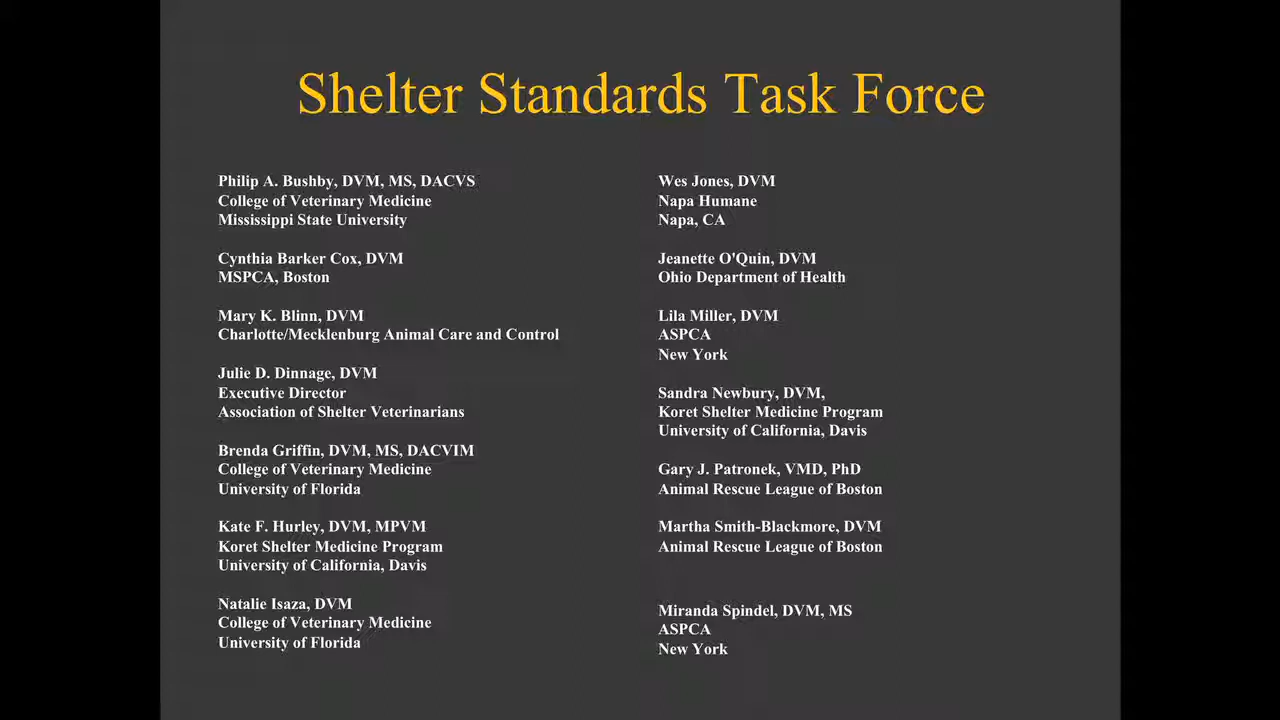 Shelter Standards Task Force
Philip A. Bushby, DVM, MS, DACVS
College of Veterinary Medicine
Mississippi State University
Cynthia Barker Cox, DVM
MSPCA, Boston
Mary K. Blinn, DVM
Charlotte/Mecklenburg Animal Care and Control
Julie D. Dinnage, DVM
Executive Director
Association of Shelter Veterinarians
Brenda Griffin, DVM, MS, DACVIM
College of Veterinary Medicine
University of Florida
Kate F. Hurley, DVM, MPVM
Koret Shelter Medicine Program
University of California, Davis
Natalie Isaza, DVM
College of Veterinary Medicine
University of Florida
Wes Jones, DVM
Napa Humane
Napa, CA
Jeanette O'Quin, DVM
Ohio Department of Health
Lila Miller, DVM
ASPCA
New York
Sandra Newbury, DVM,
Koret Shelter Medicine Program
University of California, Davis
Gary J. Patronek, VMD, PhD
Animal Rescue League of Boston
Martha Smith-Blackmore, DVM
Animal Rescue League of Boston
Miranda Spindel, DVM, MS
ASPCA
New York